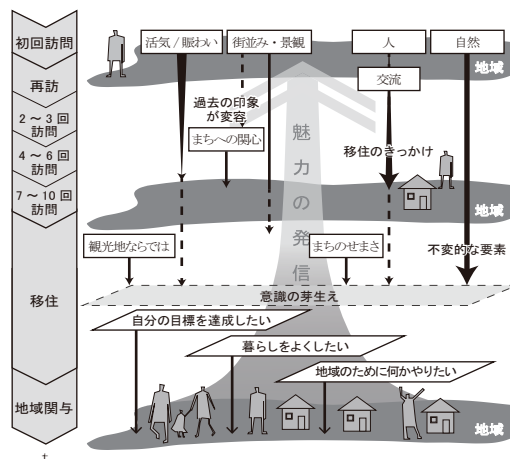 初回訪問
再訪
2～3回
訪問
4～6回
訪問
7～10回
訪問
移住
地域関与
活気/賑わい
街並み・景観
人
自然
地域
交流
過去の印象
が変容
まちへの関心
移住のきっかけ
魅力の発信
地域
観光地ならでは
まちのせまさ
不変的な要素
意識の芽生え
自分の目標を達成したい
暮らしをよくしたい
地域のために何かやりたい
地域